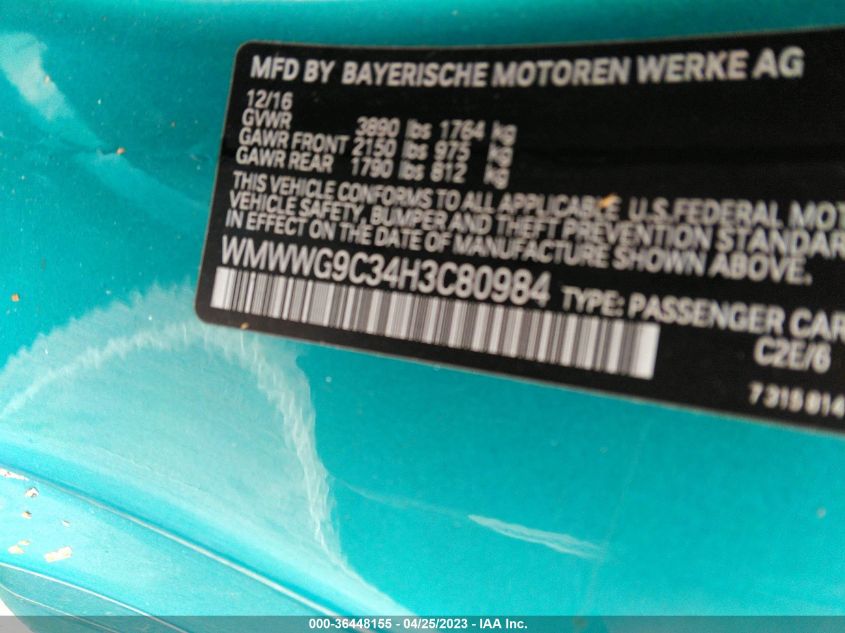 MFD BY BAYERISCHE MOTOREN WERKE AG
12/16
GVWR 3890 lbs 1764 kg
GAWR FRONT 2150 lbs 975 kg
GAWR REAR 1790 lbs 812 kg
THIS VEHICLE CONFORMS TO ALL APPLICABLE U.S.FEDERAL MOT
VEHICLE SAFETY, BUMPER AND THEFT PREVENTION STANDAR
IN EFFECT ON THE DATE OF MANUFACTURE SHOWN ABOVE.
WMWWG9C34H3C80984 TYPE: PASSENGER CAR
C2E/6
7 315 814
000-36448155 - 04/25/2023 - IAA Inc.